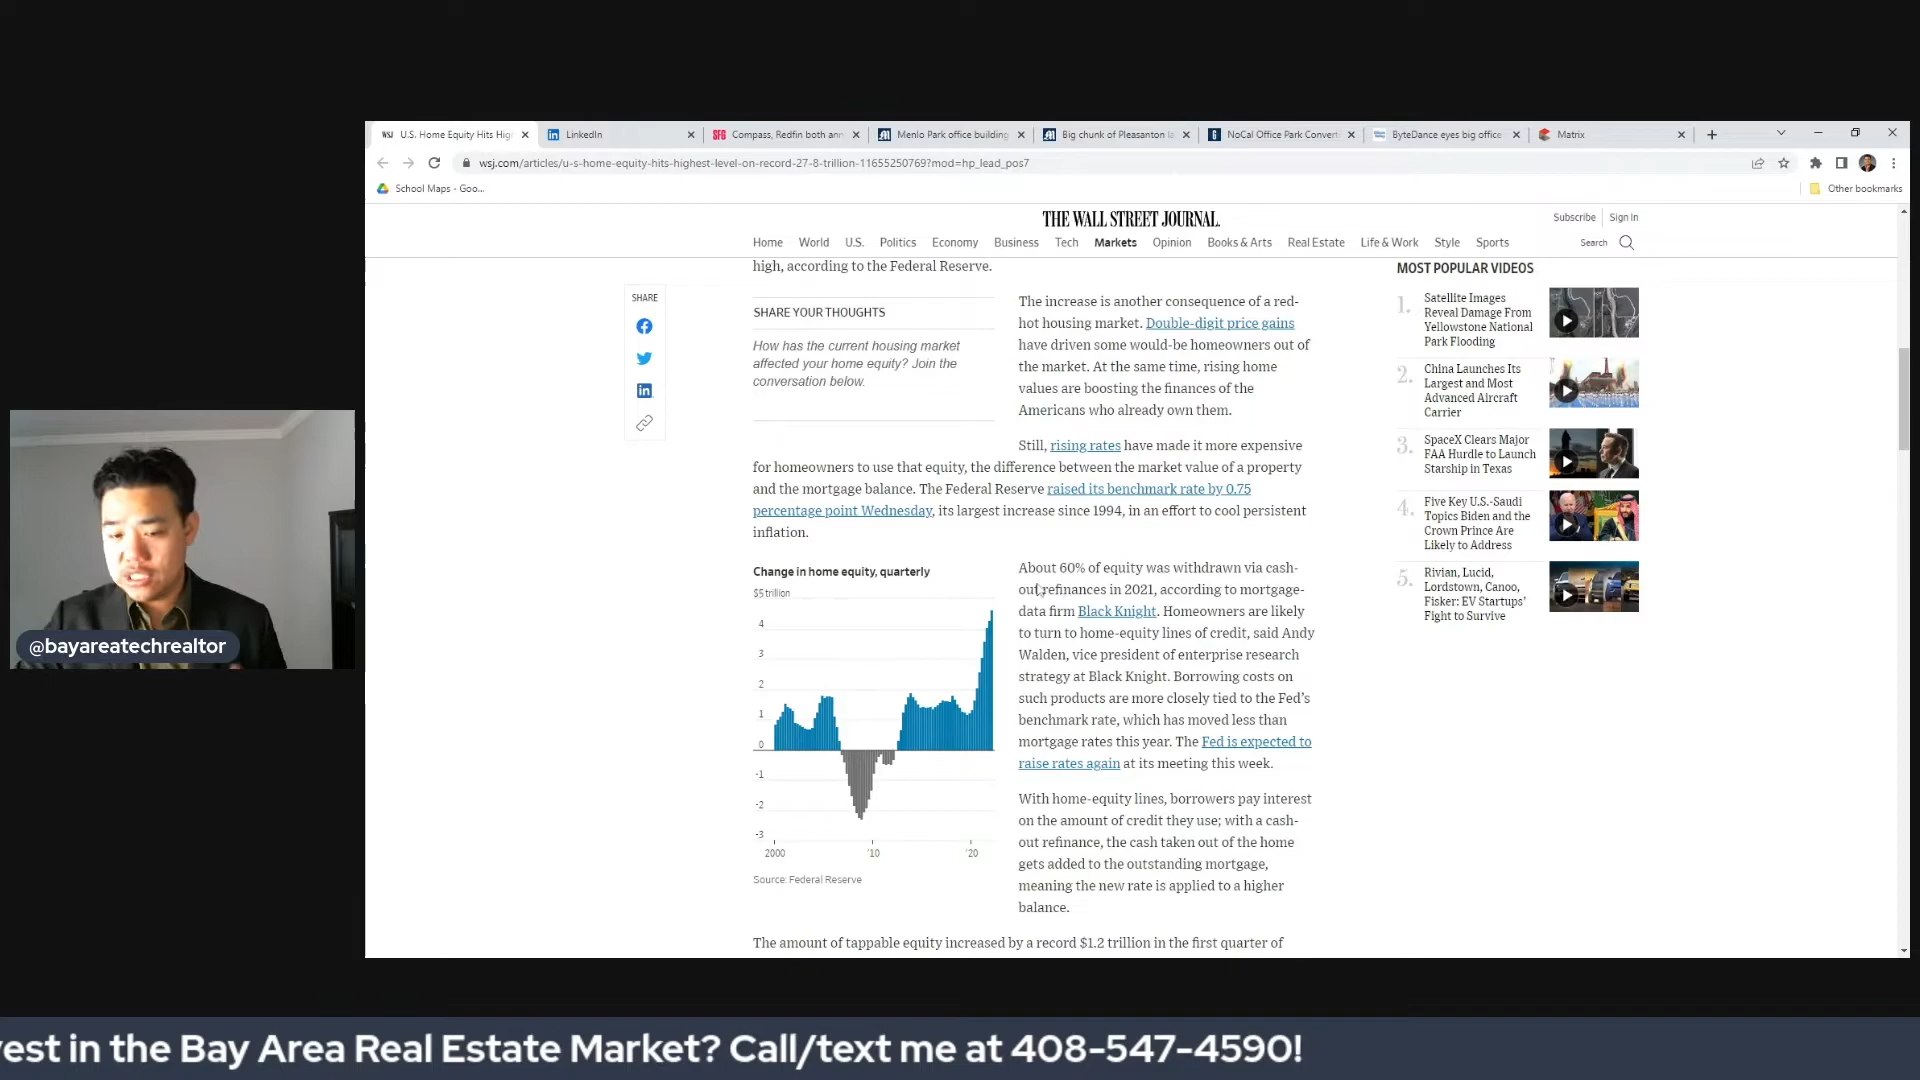 U.S. Home Equity Hits Hig
LinkedIn
Compass, Redfin both ann
Menlo Park office building
Big chunk of Pleasanton la
NoCal Office Park Convert
ByteDance eyes big office
Matrix
wsj.com/articles/u-s-home-equity-hits-highest-level-on-record-27-8-trillion-11655250769?mod=hp_lead_pos7
School Maps - Goo...
Other bookmarks
THE WALL STREET JOURNAL.
Subscribe
Sign In
Home World U.S. Politics Economy Business Tech Markets Opinion Books & Arts Real Estate Life & Work Style Sports
Search
high, according to the Federal Reserve.
SHARE
SHARE YOUR THOUGHTS
How has the current housing market
affected your home equity? Join the
conversation below.
The increase is another consequence of a red-
hot housing market. Double-digit price gains
have driven some would-be homeowners out of
the market. At the same time, rising home
values are boosting the finances of the
Americans who already own them.
Still, rising rates have made it more expensive
for homeowners to use that equity, the difference between the market value of a property
and the mortgage balance. The Federal Reserve raised its benchmark rate by 0.75
percentage point Wednesday, its largest increase since 1994, in an effort to cool persistent
inflation.
Change in home equity, quarterly
$5 trillion
4
3
2
1
0
-1
-2
-3
2000 '10 '20
Source: Federal Reserve
About 60% of equity was withdrawn via cash-
out refinances in 2021, according to mortgage-
data firm Black Knight. Homeowners are likely
to turn to home-equity lines of credit, said Andy
Walden, vice president of enterprise research
strategy at Black Knight. Borrowing costs on
such products are more closely tied to the Fed's
benchmark rate, which has moved less than
mortgage rates this year. The Fed is expected to
raise rates again at its meeting this week.
With home-equity lines, borrowers pay interest
on the amount of credit they use; with a cash-
out refinance, the cash taken out of the home
gets added to the outstanding mortgage,
meaning the new rate is applied to a higher
balance.
The amount of tappable equity increased by a record $1.2 trillion in the first quarter of
MOST POPULAR VIDEOS
1.
Satellite Images
Reveal Damage From
Yellowstone National
Park Flooding
2.
China Launches Its
Largest and Most
Advanced Aircraft
Carrier
3.
SpaceX Clears Major
FAA Hurdle to Launch
Starship in Texas
4.
Five Key U.S.-Saudi
Topics Biden and the
Crown Prince Are
Likely to Address
5.
Rivian, Lucid,
Lordstown, Canoo,
Fisker: EV Startups'
Fight to Survive
@bayareatechrealtor
vest in the Bay Area Real Estate Market? Call/text me at 408-547-4590!